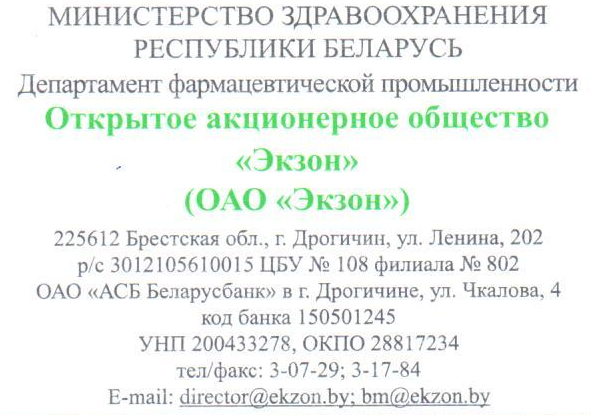 МИНИСТЕРСТВО ЗДРАВООХРАНЕНИЯ
РЕСПУБЛИКИ БЕЛАРУСЬ
Департамент фармацевтической промышленности
Открытое акционерное общество
«Экзон»
(ОАО «Экзон»)
225612 Брестская обл., г. Дрогичин, ул. Ленина, 202
р/с 3012105610015 ЦБУ № 108 филиала № 802
ОАО «АСБ Беларусбанк» в г. Дрогичине, ул. Чкалова, 4
код банка 150501245
УНП 200433278, ОКПО 28817234
тел/факс: 3-07-29; 3-17-84
E-mail: director@ekzon.by; bm@ekzon.by